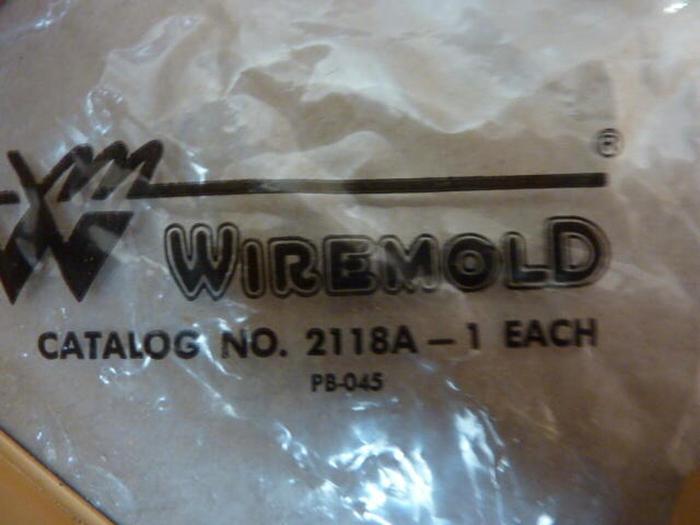 ®
WIREMOLD
CATALOG NO. 2118A – 1 EACH
PB-045